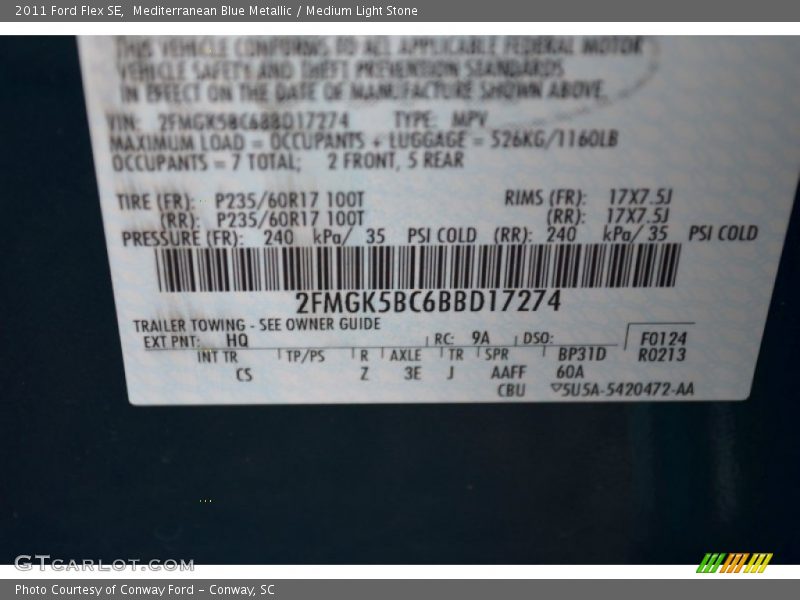 2011 Ford Flex SE, Mediterranean Blue Metallic / Medium Light Stone
THIS VEHICLE CONFORMS TO ALL APPLICABLE FEDERAL MOTOR
VEHICLE SAFETY AND THEFT PREVENTION STANDARDS
IN EFFECT ON THE DATE OF MANUFACTURE SHOWN ABOVE.
VIN: 2FMGK5BC6BBD17274 TYPE: MPV
MAXIMUM LOAD = OCCUPANTS + LUGGAGE = 526KG/1160LB
OCCUPANTS = 7 TOTAL; 2 FRONT, 5 REAR
TIRE (FR): P235/60R17 100T RIMS (FR): 17X7.5J
(RR): P235/60R17 100T (RR): 17X7.5J
PRESSURE (FR): 240 kPa/ 35 PSI COLD (RR): 240 kPa/ 35 PSI COLD
2FMGK5BC6BBD17274
TRAILER TOWING - SEE OWNER GUIDE
EXT PNT: HQ RC: 9A DSO: F0124
INT TR TP/PS R AXLE TR SPR BP31D R0213
CS Z 3E J AAFF 60A
CBU ▽5U5A-5420472-AA
GTCARLOT.COM
Photo Courtesy of Conway Ford - Conway, SC